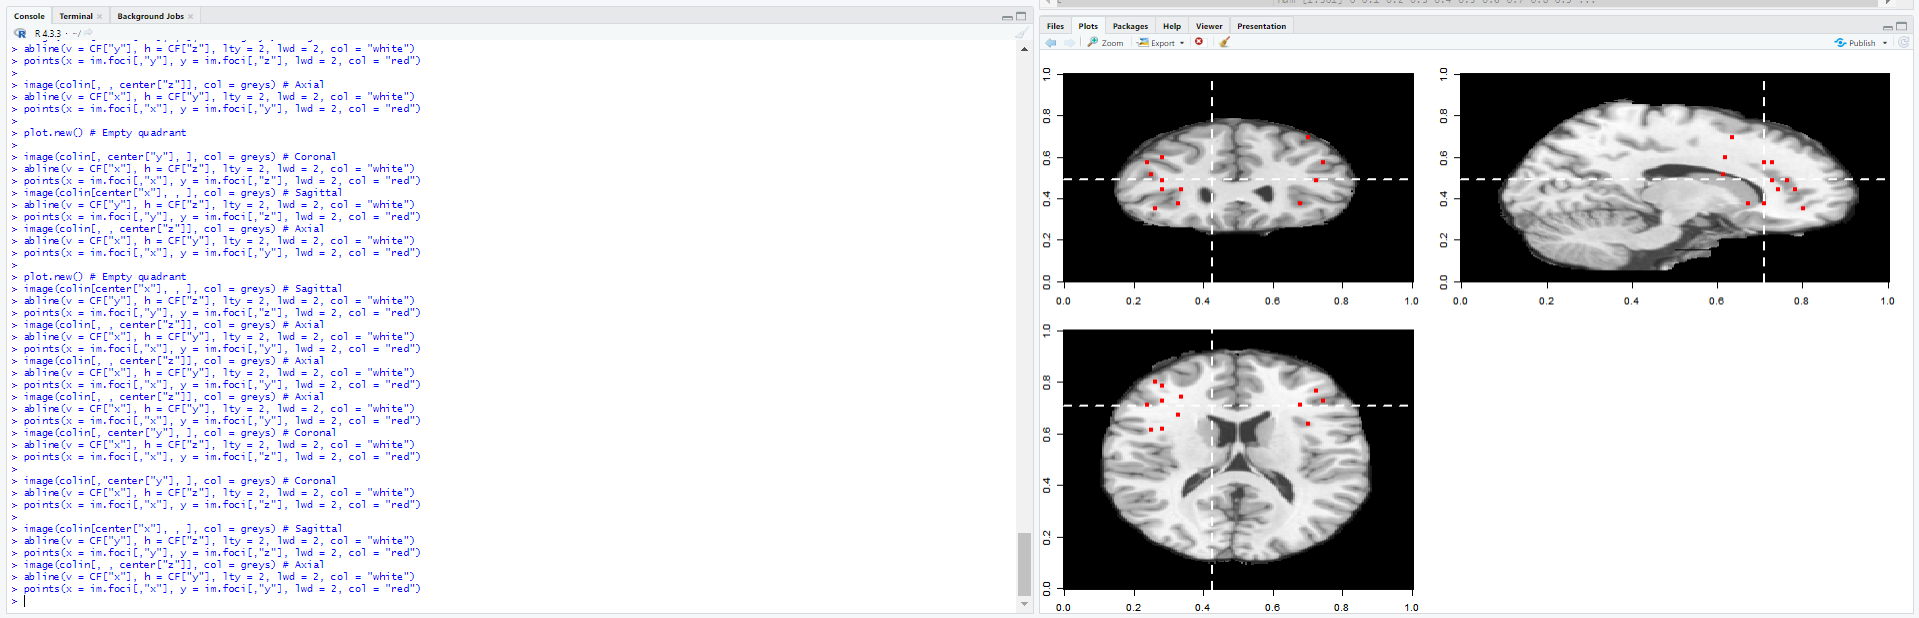 Console Terminal Background Jobs
R 4.3.3 · ~/
> abline(v = CF["y"], h = CF["z"], lty = 2, lwd = 2, col = "white")
> points(x = im.foci[,"y"], y = im.foci[,"z"], lwd = 2, col = "red")
>
> image(colin[, , center["z"]], col = greys) # Axial
> abline(v = CF["x"], h = CF["y"], lty = 2, lwd = 2, col = "white")
> points(x = im.foci[,"x"], y = im.foci[,"y"], lwd = 2, col = "red")
>
> plot.new() # Empty quadrant
>
> image(colin[, center["y"], ], col = greys) # Coronal
> abline(v = CF["x"], h = CF["z"], lty = 2, lwd = 2, col = "white")
> points(x = im.foci[,"x"], y = im.foci[,"z"], lwd = 2, col = "red")
> image(colin[center["x"], , ], col = greys) # Sagittal
> abline(v = CF["y"], h = CF["z"], lty = 2, lwd = 2, col = "white")
> points(x = im.foci[,"y"], y = im.foci[,"z"], lwd = 2, col = "red")
> image(colin[, , center["z"]], col = greys) # Axial
> abline(v = CF["x"], h = CF["y"], lty = 2, lwd = 2, col = "white")
> points(x = im.foci[,"x"], y = im.foci[,"y"], lwd = 2, col = "red")
>
> plot.new() # Empty quadrant
> image(colin[center["x"], , ], col = greys) # Sagittal
> abline(v = CF["y"], h = CF["z"], lty = 2, lwd = 2, col = "white")
> points(x = im.foci[,"y"], y = im.foci[,"z"], lwd = 2, col = "red")
> image(colin[, , center["z"]], col = greys) # Axial
> abline(v = CF["x"], h = CF["y"], lty = 2, lwd = 2, col = "white")
> points(x = im.foci[,"x"], y = im.foci[,"y"], lwd = 2, col = "red")
> image(colin[, , center["z"]], col = greys) # Axial
> abline(v = CF["x"], h = CF["y"], lty = 2, lwd = 2, col = "white")
> points(x = im.foci[,"x"], y = im.foci[,"y"], lwd = 2, col = "red")
> image(colin[, , center["z"]], col = greys) # Axial
> abline(v = CF["x"], h = CF["y"], lty = 2, lwd = 2, col = "white")
> points(x = im.foci[,"x"], y = im.foci[,"y"], lwd = 2, col = "red")
> image(colin[, center["y"], ], col = greys) # Coronal
> abline(v = CF["x"], h = CF["z"], lty = 2, lwd = 2, col = "white")
> points(x = im.foci[,"x"], y = im.foci[,"z"], lwd = 2, col = "red")
>
> image(colin[, center["y"], ], col = greys) # Coronal
> abline(v = CF["x"], h = CF["z"], lty = 2, lwd = 2, col = "white")
> points(x = im.foci[,"x"], y = im.foci[,"z"], lwd = 2, col = "red")
>
> image(colin[center["x"], , ], col = greys) # Sagittal
> abline(v = CF["y"], h = CF["z"], lty = 2, lwd = 2, col = "white")
> points(x = im.foci[,"y"], y = im.foci[,"z"], lwd = 2, col = "red")
> image(colin[, , center["z"]], col = greys) # Axial
> abline(v = CF["x"], h = CF["y"], lty = 2, lwd = 2, col = "white")
> points(x = im.foci[,"x"], y = im.foci[,"y"], lwd = 2, col = "red")
>
Files Plots Packages Help Viewer Presentation
Zoom Export Publish
1.0
0.8
0.6
0.4
0.2
0.0
0.0 0.2 0.4 0.6 0.8 1.0
1.0
0.8
0.6
0.4
0.2
0.0
0.0 0.2 0.4 0.6 0.8 1.0
1.0
0.8
0.6
0.4
0.2
0.0
0.0 0.2 0.4 0.6 0.8 1.0